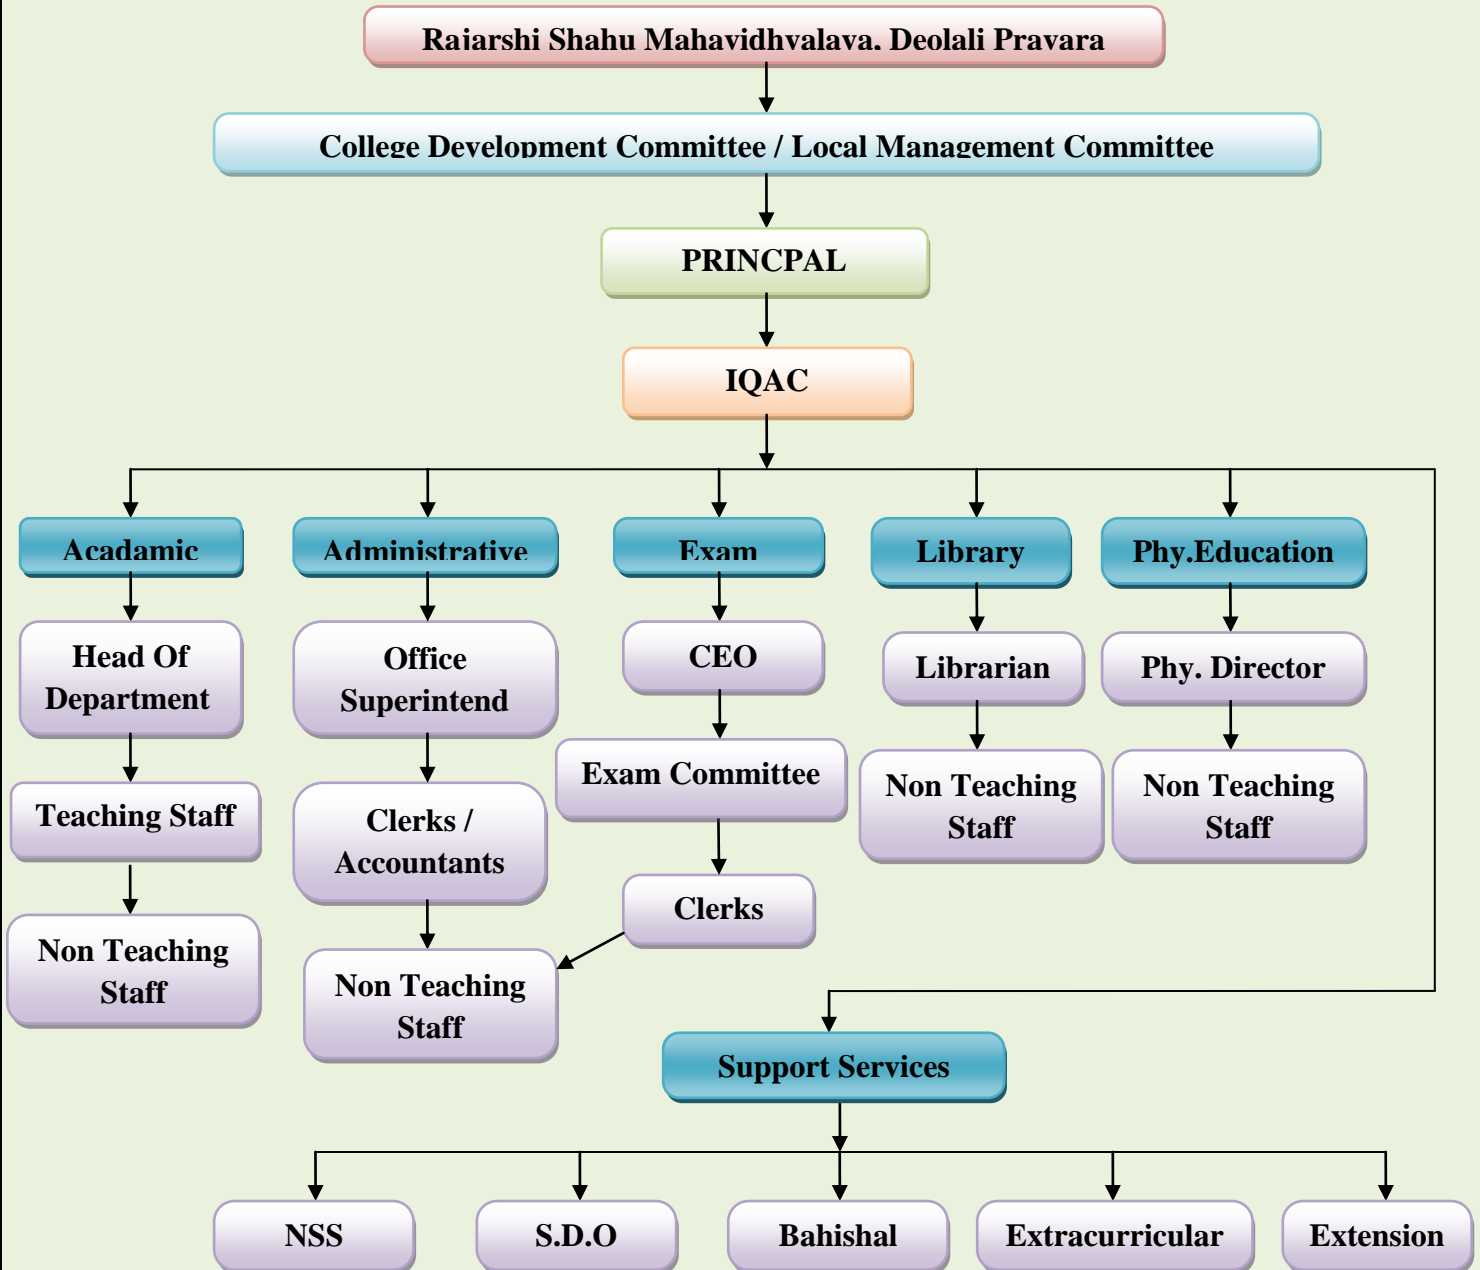 Rajarshi Shahu Mahavidhyalaya, Deolali Pravara
College Development Committee / Local Management Committee
PRINCPAL
IQAC
Acadamic
Administrative
Exam
Library
Phy.Education
Head Of
Department
Office
Superintend
CEO
Librarian
Phy. Director
Teaching Staff
Clerks /
Accountants
Exam Committee
Non Teaching
Staff
Non Teaching
Staff
Clerks
Non Teaching
Staff
Non Teaching
Staff
Support Services
NSS
S.D.O
Bahishal
Extracurricular
Extension